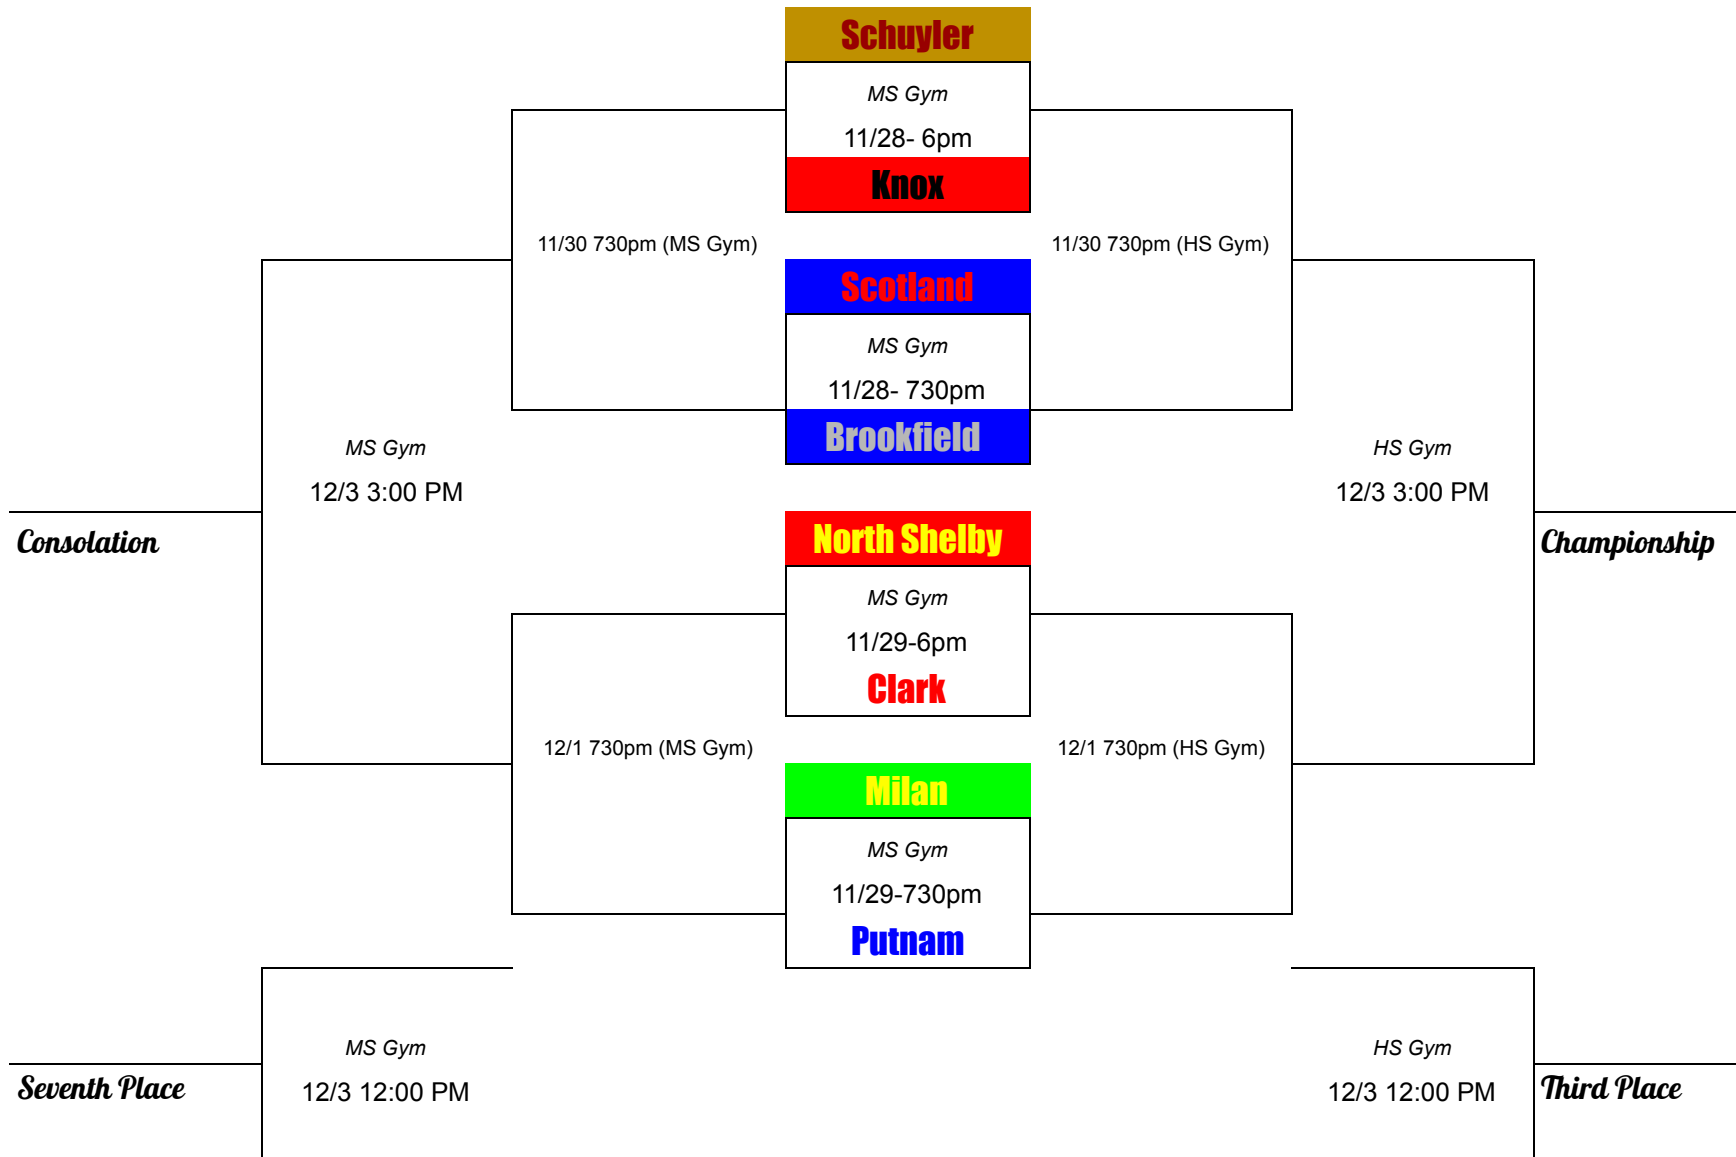 Schuyler
MS Gym
11/28- 6pm
Knox
11/30 730pm (MS Gym)
11/30 730pm (HS Gym)
Scotland
MS Gym
11/28- 730pm
Brookfield
MS Gym
12/3 3:00 PM
HS Gym
12/3 3:00 PM
Consolation
North Shelby
Championship
MS Gym
11/29-6pm
Clark
12/1 730pm (MS Gym)
12/1 730pm (HS Gym)
Milan
MS Gym
11/29-730pm
Putnam
MS Gym
12/3 12:00 PM
HS Gym
12/3 12:00 PM
Seventh Place
Third Place